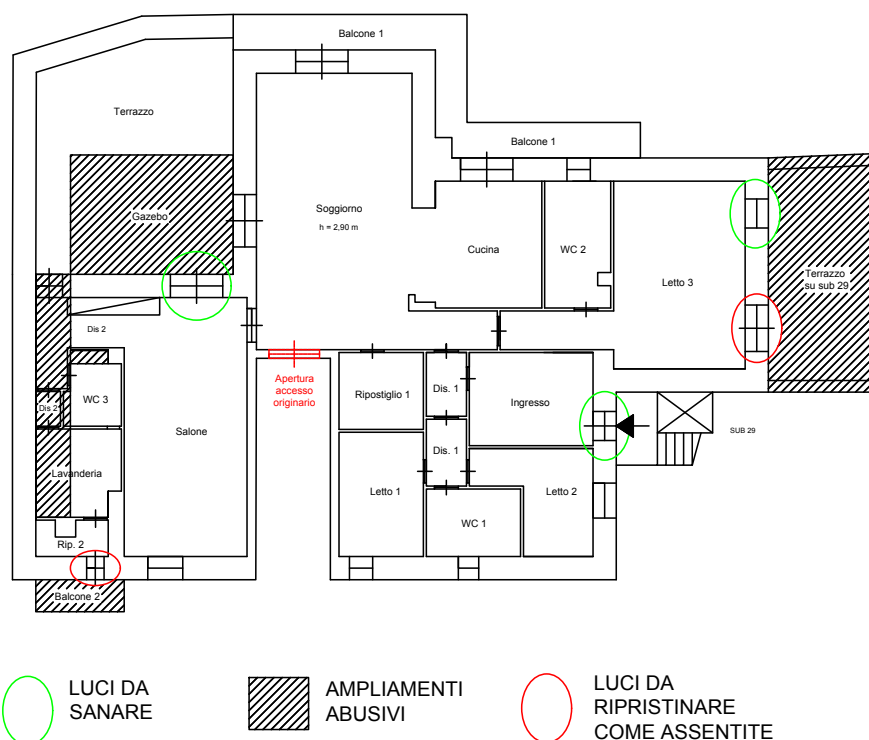 Balcone 1
Terrazzo
Balcone 1
Gazebo
Soggiorno
h = 2,90 m
Cucina
WC 2
Letto 3
Terrazzo
su sub 29
Dis 2
Apertura
accesso
originario
Ripostiglio 1
Dis. 1
Ingresso
WC 3
Dis 2
Salone
SUB 29
Dis. 1
Lavanderia
Letto 1
Letto 2
WC 1
Rip. 2
Balcone 2
LUCI DA
SANARE
AMPLIAMENTI
ABUSIVI
LUCI DA
RIPRISTINARE
COME ASSENTITE